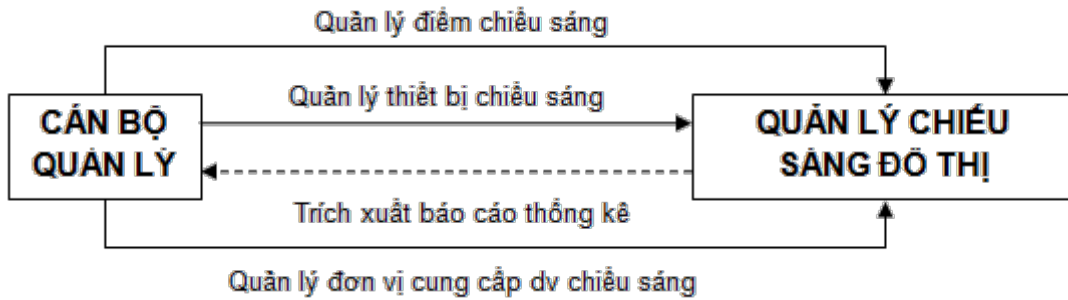 Quản lý điểm chiếu sáng
Quản lý thiết bị chiếu sáng
CÁN BỘ
QUẢN LÝ
QUẢN LÝ CHIẾU
SÁNG ĐÔ THỊ
Trích xuất báo cáo thống kê
Quản lý đơn vị cung cấp dv chiếu sáng